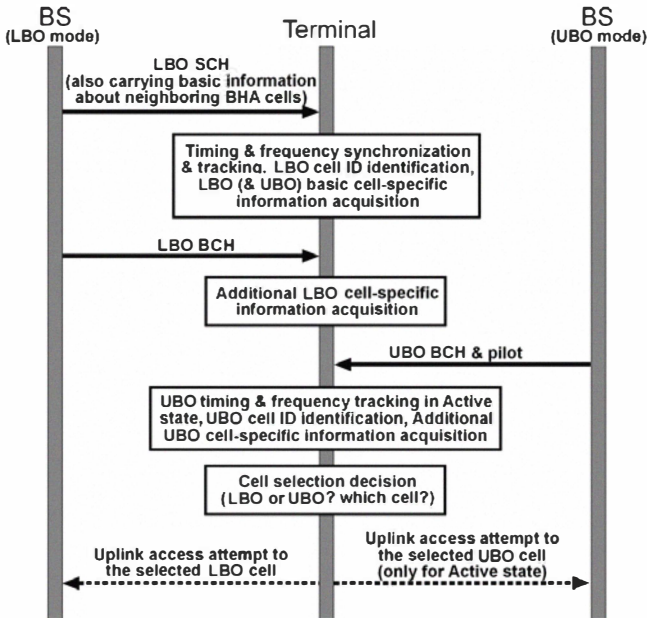 BS
(LBO mode)
Terminal
BS
(UBO mode)
LBO SCH
(also carrying basic information
about neighboring BHA cells)
Timing & frequency synchronization
& tracking. LBO cell ID identification,
LBO (& UBO) basic cell-specific
information acquisition
LBO BCH
Additional LBO cell-specific
information acquisition
UBO BCH & pilot
UBO timing & frequency tracking in Active
state, UBO cell ID identification, Additional
UBO cell-specific information acquisition
Cell selection decision
(LBO or UBO? which cell?)
Uplink access attempt to
the selected LBO cell
Uplink access attempt to
the selected UBO cell
(only for Active state)